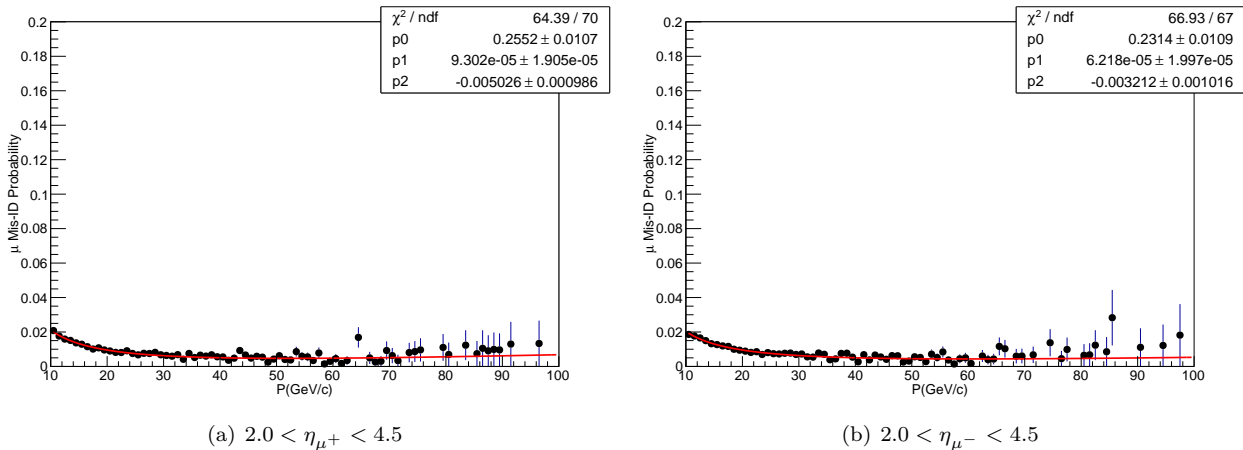 χ² / ndf 64.39 / 70
p0 0.2552 ± 0.0107
p1 9.302e-05 ± 1.905e-05
p2 -0.005026 ± 0.000986
0.2
0.18
0.16
0.14
0.12
0.1
0.08
0.06
0.04
0.02
0
μ Mis-ID Probability
10 20 30 40 50 60 70 80 90 100
P(GeV/c)
(a) 2.0 < η_{μ⁺} < 4.5
χ² / ndf 66.93 / 67
p0 0.2314 ± 0.0109
p1 6.218e-05 ± 1.997e-05
p2 -0.003212 ± 0.001016
0.2
0.18
0.16
0.14
0.12
0.1
0.08
0.06
0.04
0.02
0
μ Mis-ID Probability
10 20 30 40 50 60 70 80 90 100
P(GeV/c)
(b) 2.0 < η_{μ⁻} < 4.5